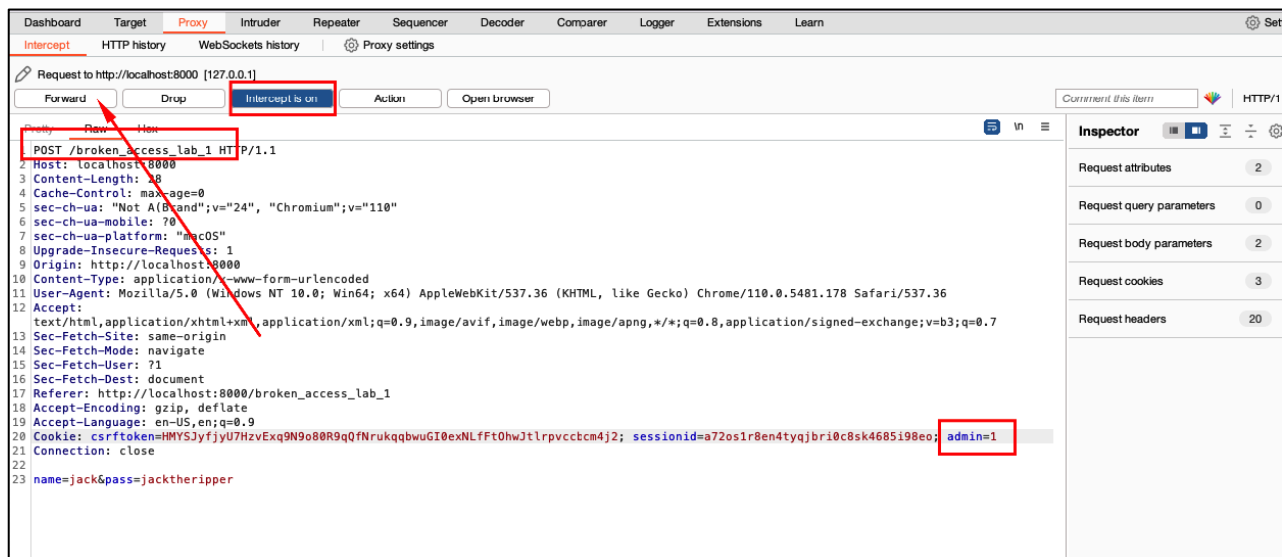 Dashboard Target Proxy Intruder Repeater Sequencer Decoder Comparer Logger Extensions Learn Sett
Intercept HTTP history WebSockets history Proxy settings
Request to http://localhost:8000 [127.0.0.1]
Forward Drop Intercept is on Action Open browser Comment this item HTTP/1
Pretty Raw Hex \n Inspector
1 POST /broken_access_lab_1 HTTP/1.1
2 Host: localhost:8000
3 Content-Length: 28
4 Cache-Control: max-age=0
5 sec-ch-ua: "Not A(Brand";v="24", "Chromium";v="110"
6 sec-ch-ua-mobile: ?0
7 sec-ch-ua-platform: "macOS"
8 Upgrade-Insecure-Requests: 1
9 Origin: http://localhost:8000
10 Content-Type: application/x-www-form-urlencoded
11 User-Agent: Mozilla/5.0 (Windows NT 10.0; Win64; x64) AppleWebKit/537.36 (KHTML, like Gecko) Chrome/110.0.5481.178 Safari/537.36
12 Accept:
text/html,application/xhtml+xml,application/xml;q=0.9,image/avif,image/webp,image/apng,*/*;q=0.8,application/signed-exchange;v=b3;q=0.7
13 Sec-Fetch-Site: same-origin
14 Sec-Fetch-Mode: navigate
15 Sec-Fetch-User: ?1
16 Sec-Fetch-Dest: document
17 Referer: http://localhost:8000/broken_access_lab_1
18 Accept-Encoding: gzip, deflate
19 Accept-Language: en-US,en;q=0.9
20 Cookie: csrftoken=HMYSJyfjyU7HzvExq9N9o80R9qQfNrukqqbwuGI0exNLfFtOhwJtlrpvccbcm4j2; sessionid=a72os1r8en4tyqjbri0c8sk4685i98eo; admin=1
21 Connection: close
22
23 name=jack&pass=jacktheripper
Request attributes 2
Request query parameters 0
Request body parameters 2
Request cookies 3
Request headers 20